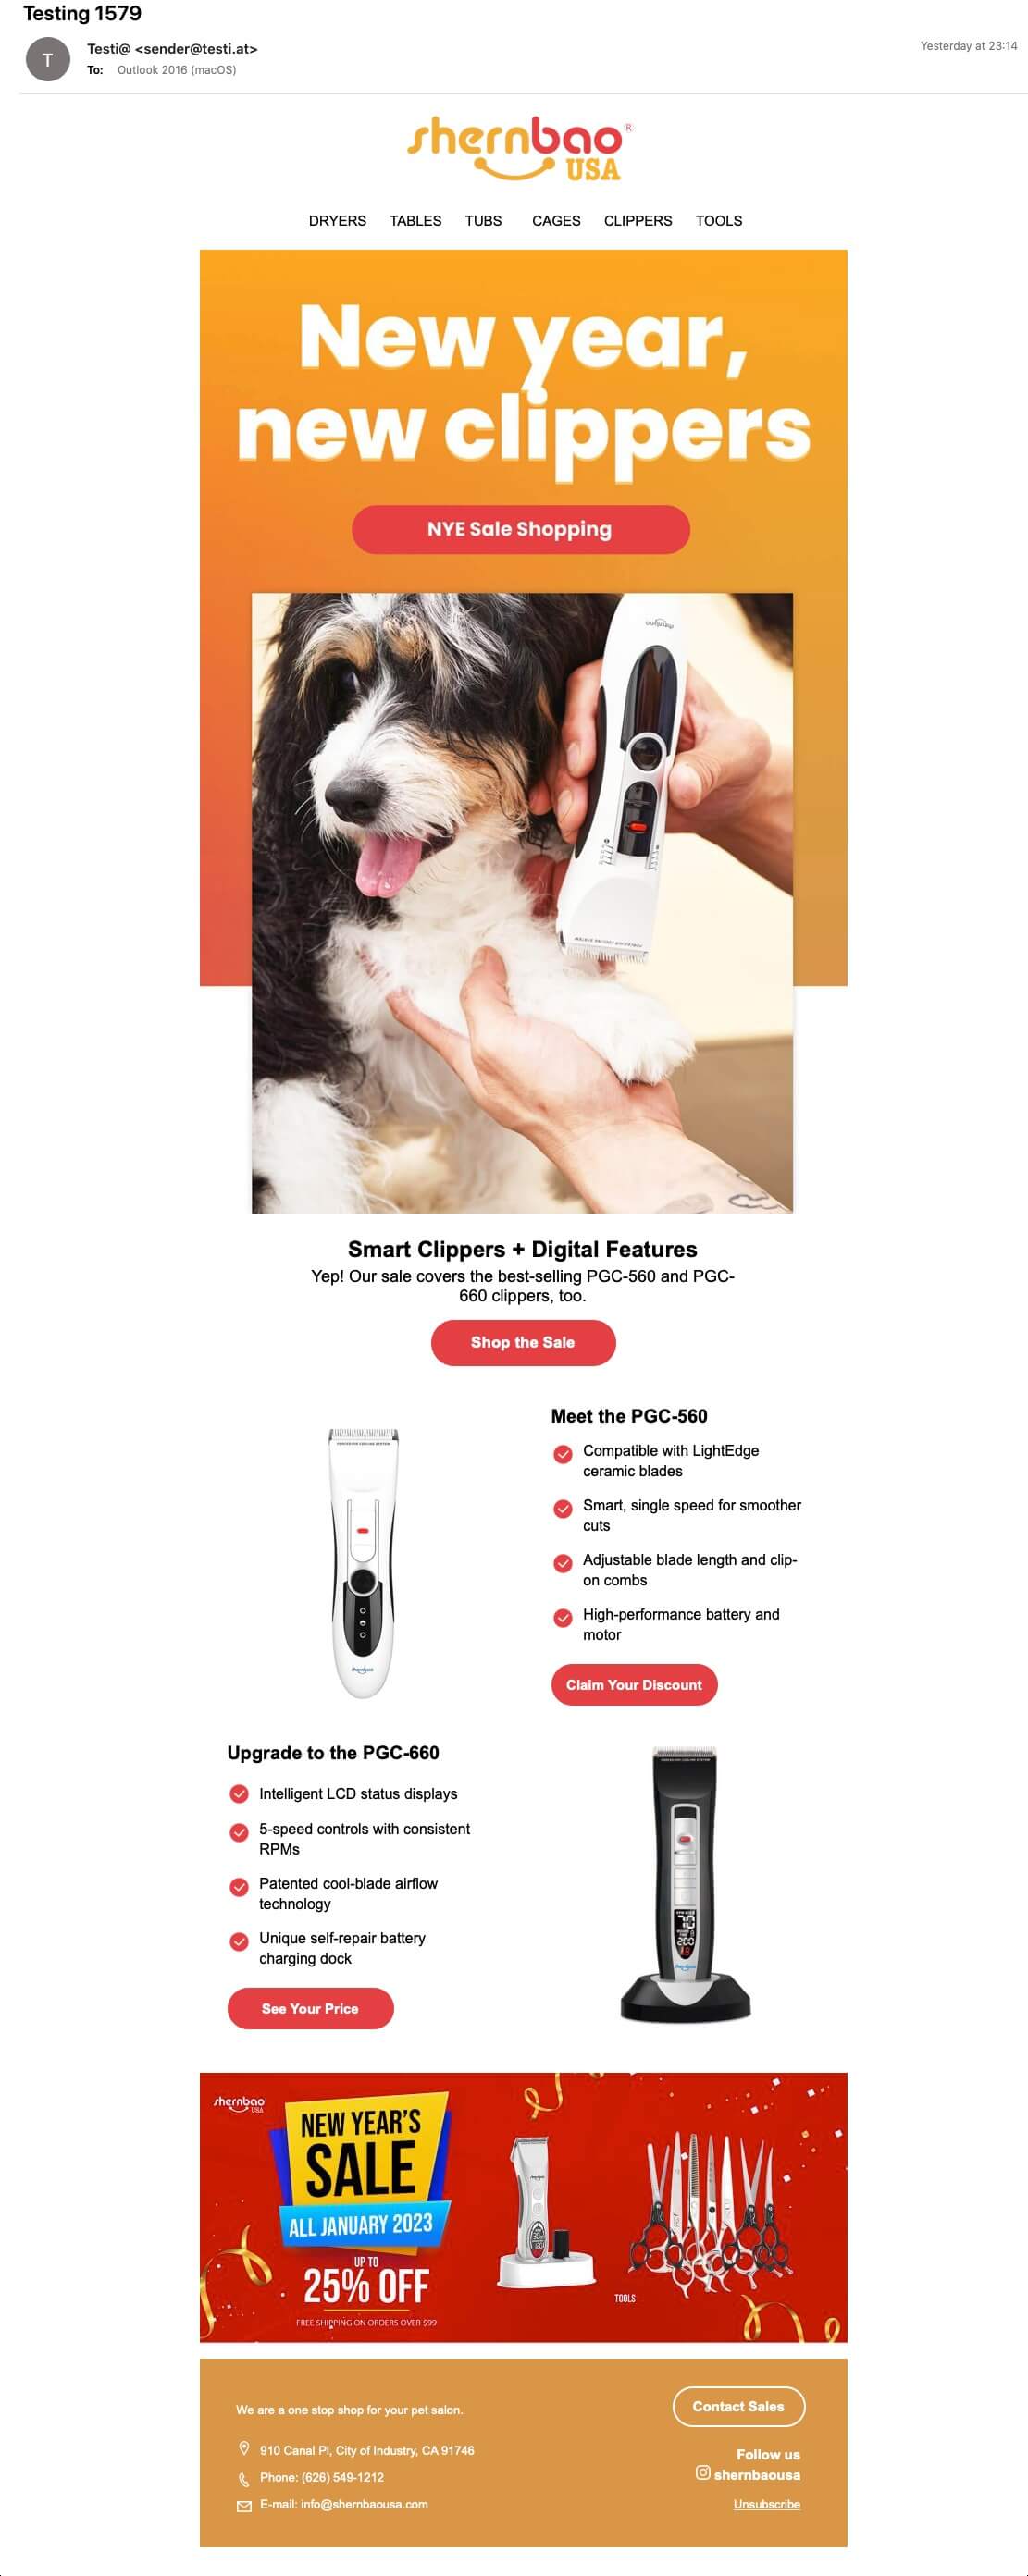 Testing 1579
T
Testi@ <sender@testi.at>
Yesterday at 23:14
To: Outlook 2016 (macOS)
shernbao®
USA
DRYERS TABLES TUBS CAGES CLIPPERS TOOLS
New year,
new clippers
NYE Sale Shopping
shernbao
Smart Clippers + Digital Features
Yep! Our sale covers the best-selling PGC-560 and PGC-
660 clippers, too.
Shop the Sale
Meet the PGC-560
Compatible with LightEdge
ceramic blades
Smart, single speed for smoother
cuts
Adjustable blade length and clip-
on combs
High-performance battery and
motor
Claim Your Discount
shernbao
Upgrade to the PGC-660
Intelligent LCD status displays
5-speed controls with consistent
RPMs
Patented cool-blade airflow
technology
Unique self-repair battery
charging dock
See Your Price
shernbao
shernbao
USA
NEW YEAR'S
SALE
ALL JANUARY 2023
UP TO
25% OFF
FREE SHIPPING ON ORDERS OVER $99
TOOLS
We are a one stop shop for your pet salon.
910 Canal Pl, City of Industry, CA 91746
Phone: (626) 549-1212
E-mail: info@shernbaousa.com
Contact Sales
Follow us
shernbaousa
Unsubscribe